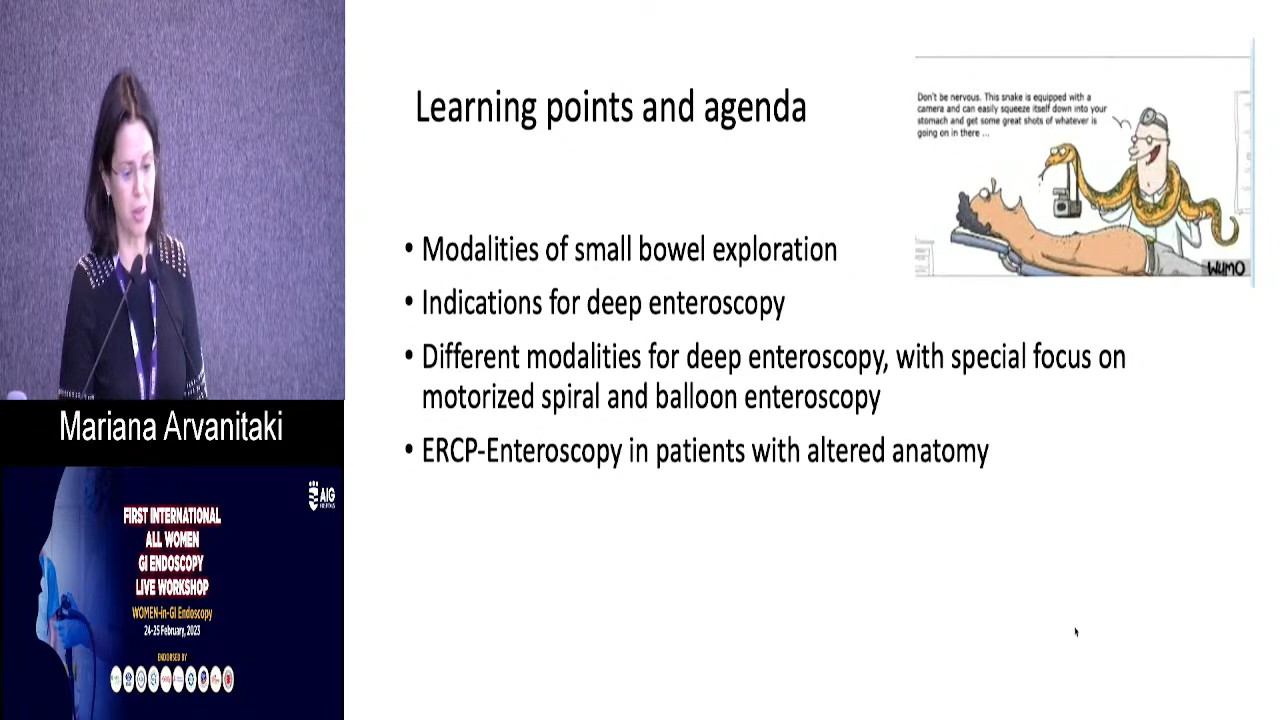 Learning points and agenda
Don't be nervous. This snake is equipped with a
camera and can easily squeeze itself down into your
stomach and get some great shots of whatever is
going on in there ...
WUMO
• Modalities of small bowel exploration
• Indications for deep enteroscopy
• Different modalities for deep enteroscopy, with special focus on
motorized spiral and balloon enteroscopy
• ERCP-Enteroscopy in patients with altered anatomy
Mariana Arvanitaki
AIG
HOSPITALS
FIRST INTERNATIONAL
ALL WOMEN
GI ENDOSCOPY
LIVE WORKSHOP
WOMEN-in-GI Endoscopy
24-25 February, 2023
ENDORSED BY